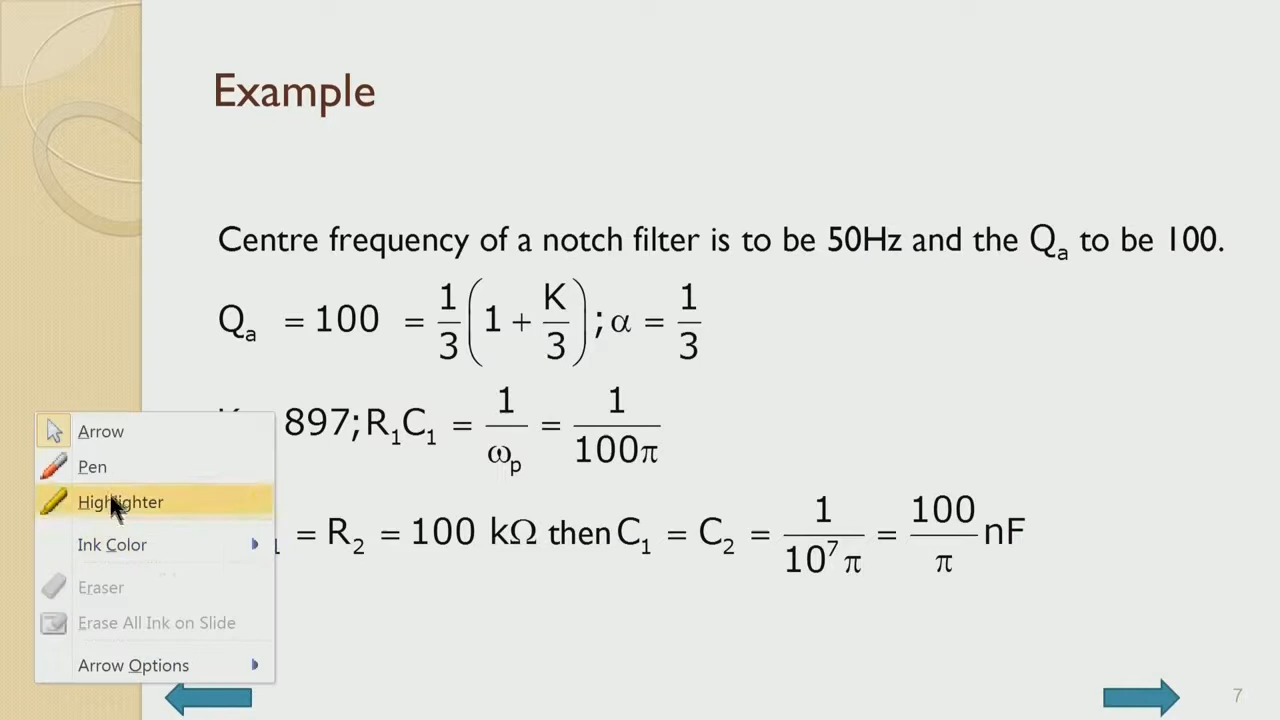 Example
Centre frequency of a notch filter is to be 50Hz and the Qₐ to be 100.
Qₐ = 100 = 1/3 (1 + K/3) ; α = 1/3
897; R₁C₁ = 1/ωₚ = 1/100π
₁ = R₂ = 100 kΩ then C₁ = C₂ = 1/10⁷π = 100/π nF
Arrow
Pen
Highlighter
Ink Color
Eraser
Erase All Ink on Slide
Arrow Options
7